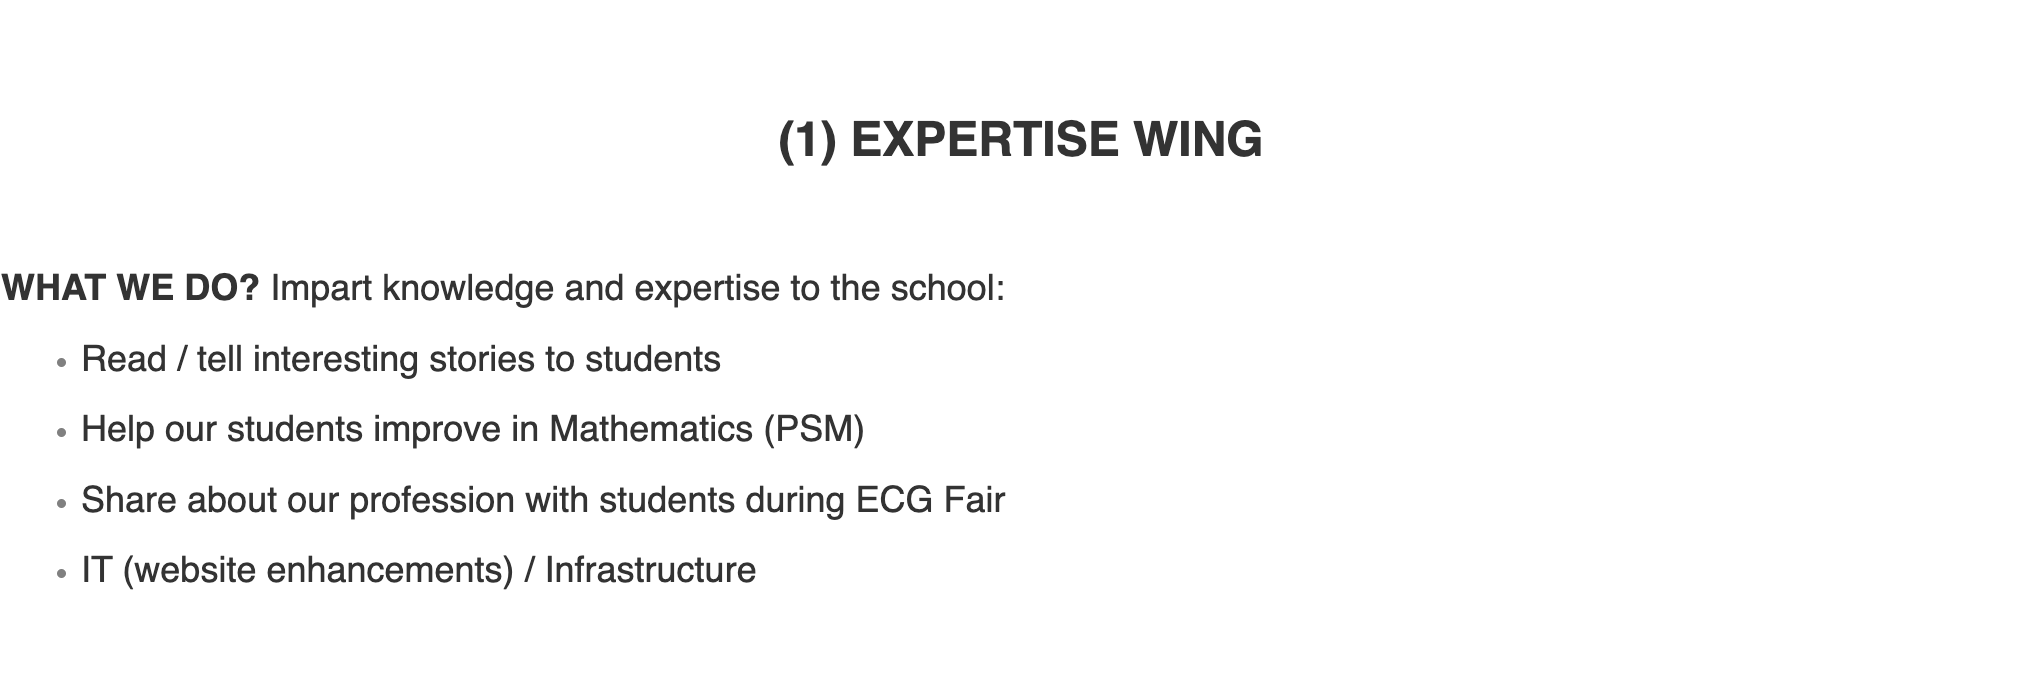 (1) EXPERTISE WING
WHAT WE DO? Impart knowledge and expertise to the school:
• Read / tell interesting stories to students
• Help our students improve in Mathematics (PSM)
• Share about our profession with students during ECG Fair
• IT (website enhancements) / Infrastructure